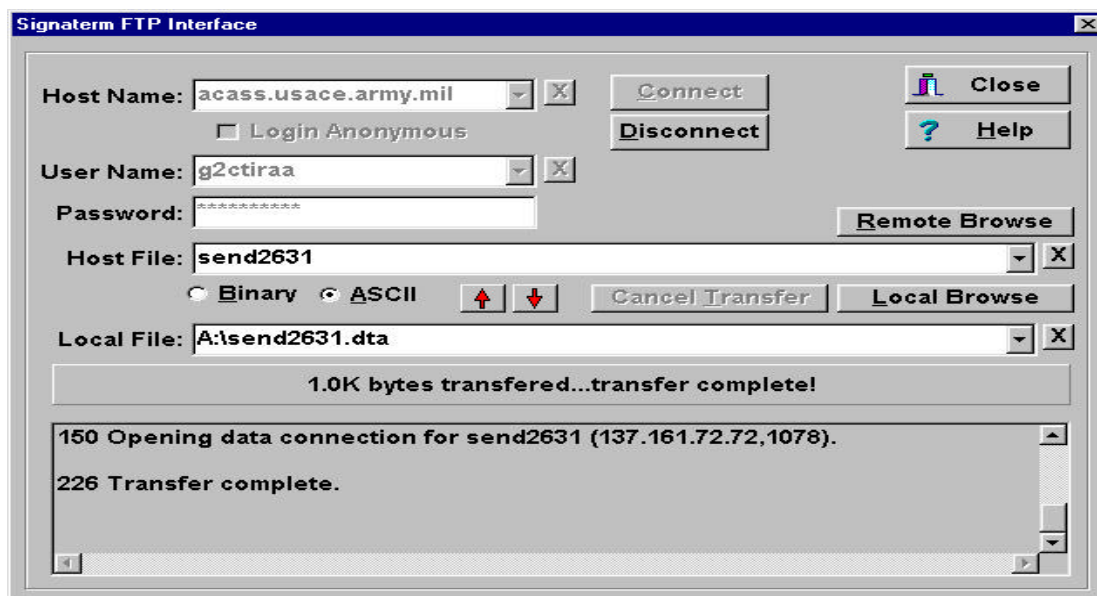 Signaterm FTP Interface
Host Name: acass.usace.army.mil X Connect Close
Login Anonymous Disconnect ? Help
User Name: g2ctiraa X
Password: ********** Remote Browse
Host File: send2631 X
Binary ASCII Cancel Transfer Local Browse
Local File: A:\send2631.dta X
1.0K bytes transfered...transfer complete!
150 Opening data connection for send2631 (137.161.72.72,1078).
226 Transfer complete.